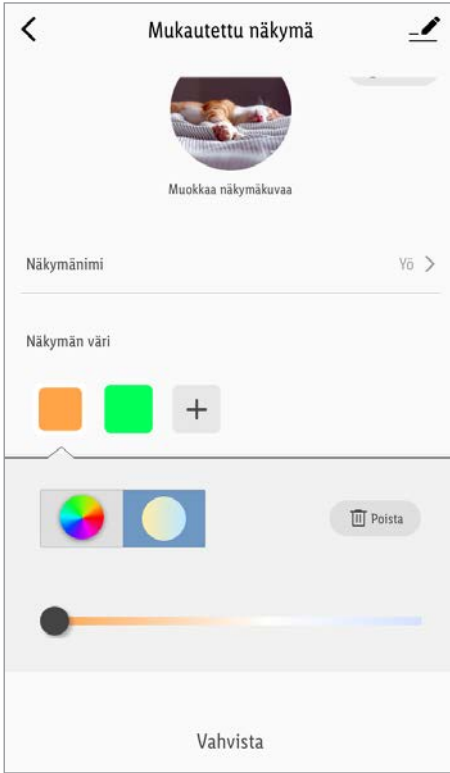 Mukautettu näkymä
Muokkaa näkymäkuvaa
Näkymänimi
Yö
Näkymän väri
Poista
Vahvista